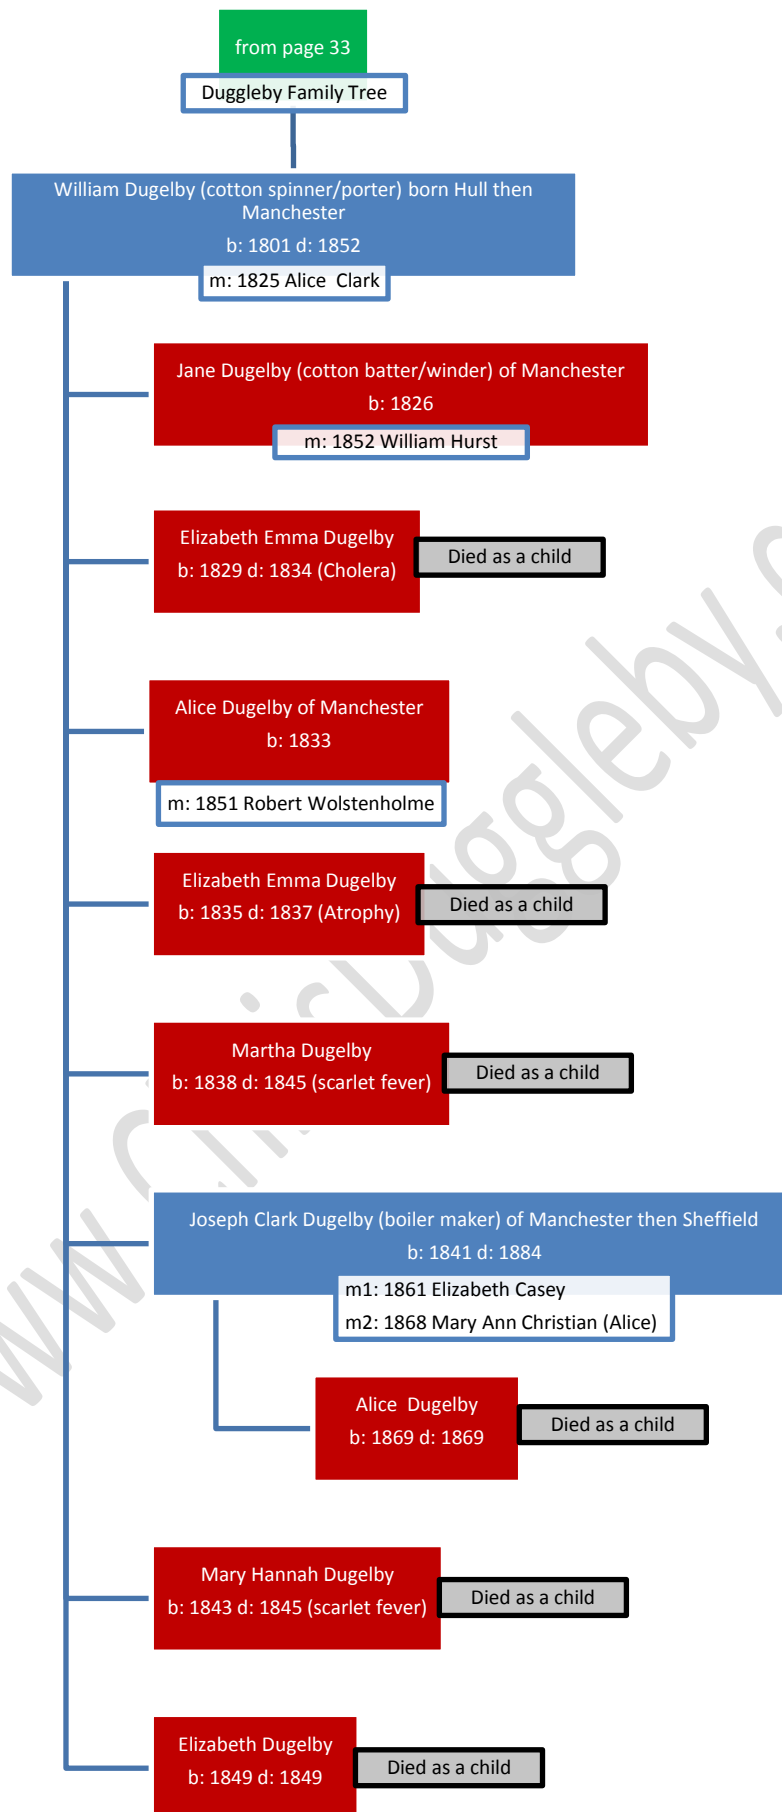 from page 33
Duggleby Family Tree
William Dugelby (cotton spinner/porter) born Hull then
Manchester
b: 1801 d: 1852
m: 1825 Alice Clark
Jane Dugelby (cotton batter/winder) of Manchester
b: 1826
m: 1852 William Hurst
Elizabeth Emma Dugelby
b: 1829 d: 1834 (Cholera)
Died as a child
Alice Dugelby of Manchester
b: 1833
m: 1851 Robert Wolstenholme
Elizabeth Emma Dugelby
b: 1835 d: 1837 (Atrophy)
Died as a child
Martha Dugelby
b: 1838 d: 1845 (scarlet fever)
Died as a child
Joseph Clark Dugelby (boiler maker) of Manchester then Sheffield
b: 1841 d: 1884
m1: 1861 Elizabeth Casey
m2: 1868 Mary Ann Christian (Alice)
Alice Dugelby
b: 1869 d: 1869
Died as a child
Mary Hannah Dugelby
b: 1843 d: 1845 (scarlet fever)
Died as a child
Elizabeth Dugelby
b: 1849 d: 1849
Died as a child